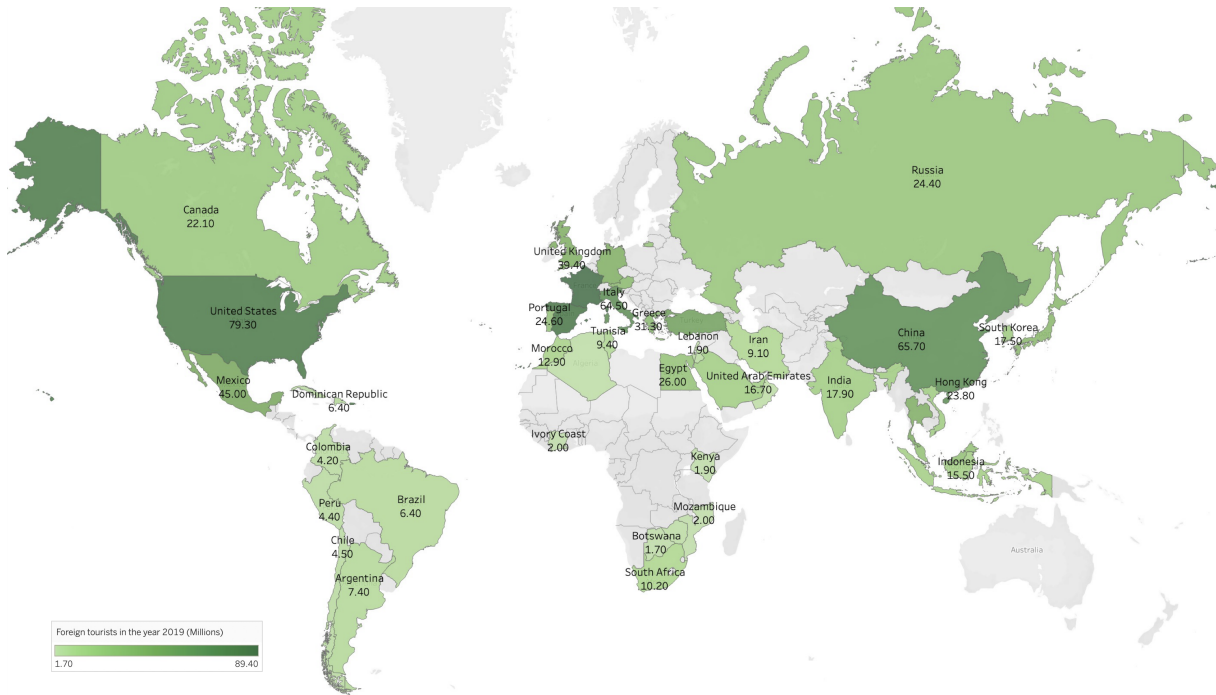 Russia
24.40
Canada
22.10
United Kingdom
39.40
Italy
64.50
United States
79.30
Portugal
24.60
Greece
31.30
Tunisia
9.40
Lebanon
1.90
Iran
9.10
China
65.70
South Korea
17.50
Morocco
12.90
Egypt
26.00
United Arab Emirates
16.70
India
17.90
Hong Kong
23.80
Mexico
45.00
Dominican Republic
6.40
Ivory Coast
2.00
Colombia
4.20
Kenya
1.90
Indonesia
15.50
Peru
4.40
Brazil
6.40
Mozambique
2.00
Chile
4.50
Botswana
1.70
Australia
Argentina
7.40
South Africa
10.20
Foreign tourists in the year 2019 (Millions)
1.70
89.40